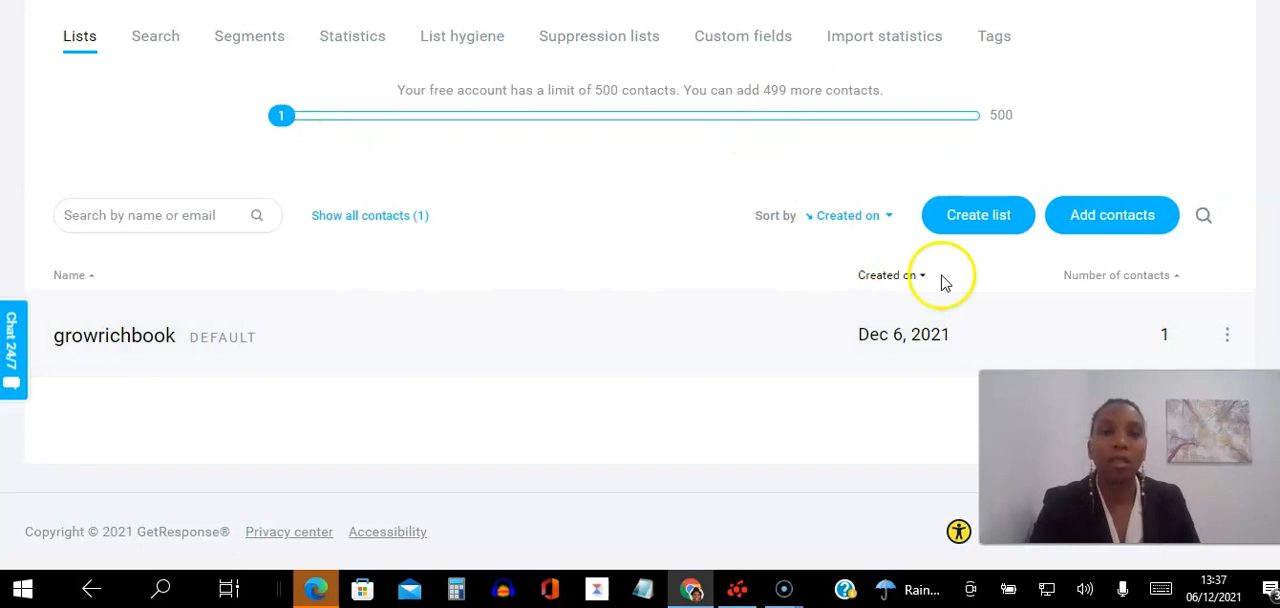 Lists Search Segments Statistics List hygiene Suppression lists Custom fields Import statistics Tags
Your free account has a limit of 500 contacts. You can add 499 more contacts.
1 500
Search by name or email Show all contacts (1) Sort by Created on Create list Add contacts
Name Created on Number of contacts
growrichbook DEFAULT Dec 6, 2021 1
Chat 24/7
Copyright © 2021 GetResponse® Privacy center Accessibility
Rain... 13:37
06/12/2021